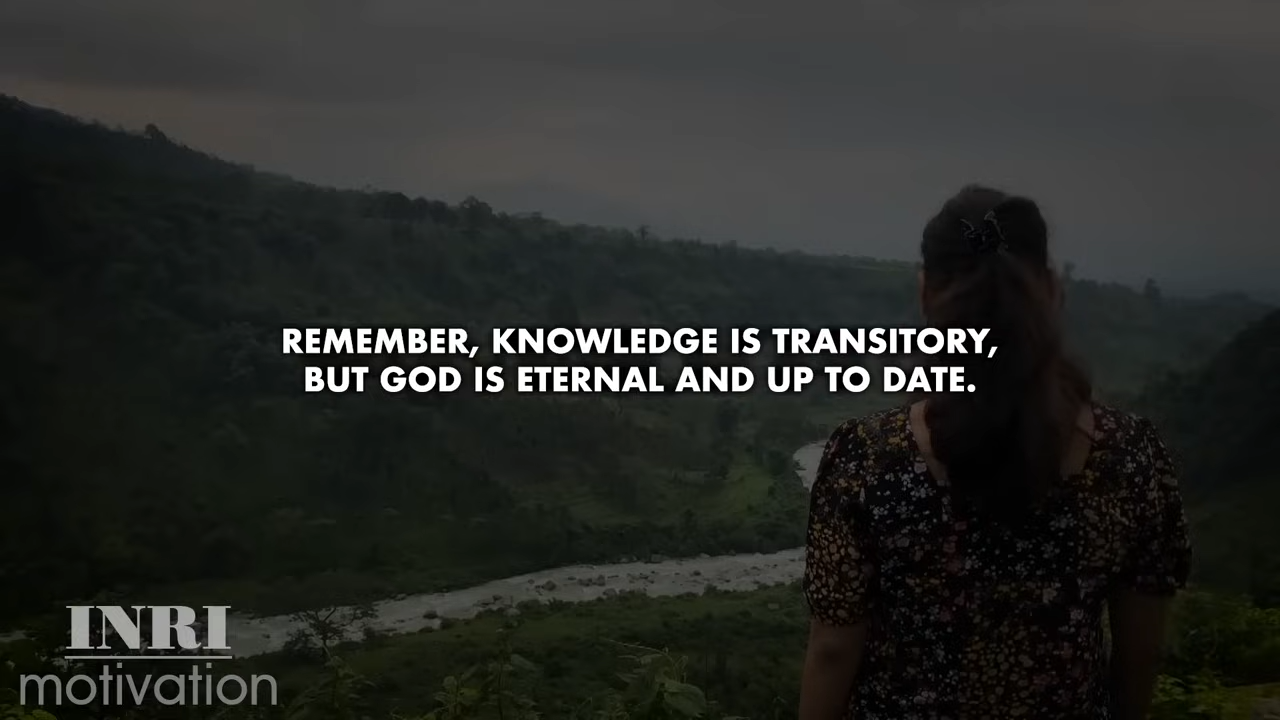 REMEMBER, KNOWLEDGE IS TRANSITORY,
BUT GOD IS ETERNAL AND UP TO DATE.
INRI
motivation